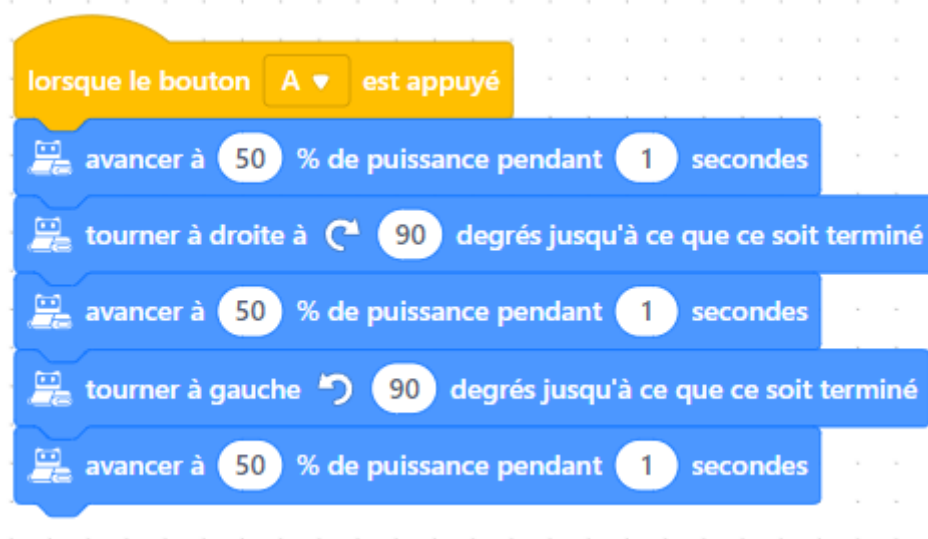 lorsque le bouton A est appuyé
avancer à 50 % de puissance pendant 1 secondes
tourner à droite à 90 degrés jusqu'à ce que ce soit terminé
avancer à 50 % de puissance pendant 1 secondes
tourner à gauche 90 degrés jusqu'à ce que ce soit terminé
avancer à 50 % de puissance pendant 1 secondes